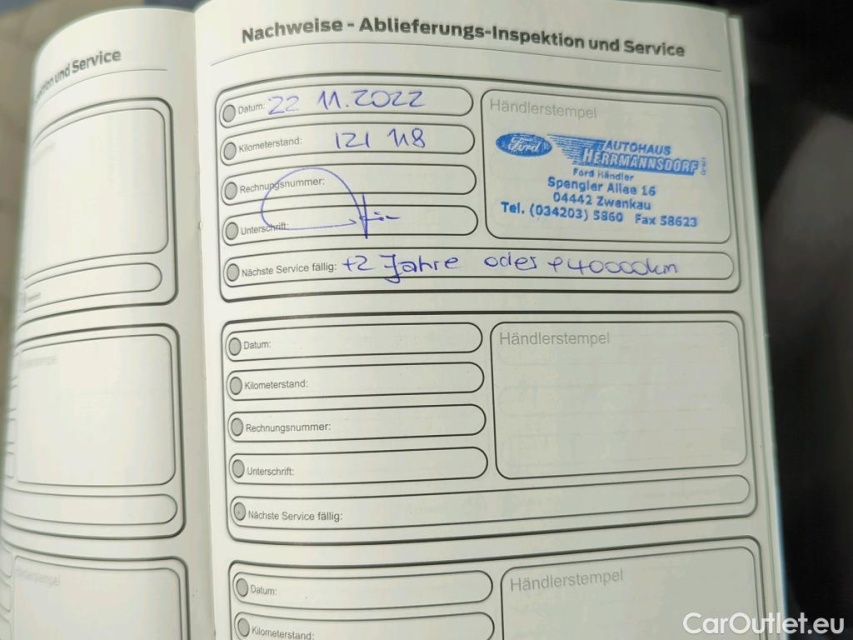 ktion und Service
Nachweise - Ablieferungs-Inspektion und Service
Datum: 22 11.2022
Kilometerstand: 121 118
Rechnungsnummer:
Unterschrift:
Nächste Service fällig: +2 Jahre oder +40000km
Händlerstempel
Ford
AUTOHAUS
HERRMANNSDORF
Ford Händler
Spengler Allee 16
04442 Zwenkau
Tel. (034203) 5860 Fax 58623
Datum:
Kilometerstand:
Rechnungsnummer:
Unterschrift:
Nächste Service fällig:
Händlerstempel
Datum:
Kilometerstand:
Händlerstempel
CarOutlet.eu